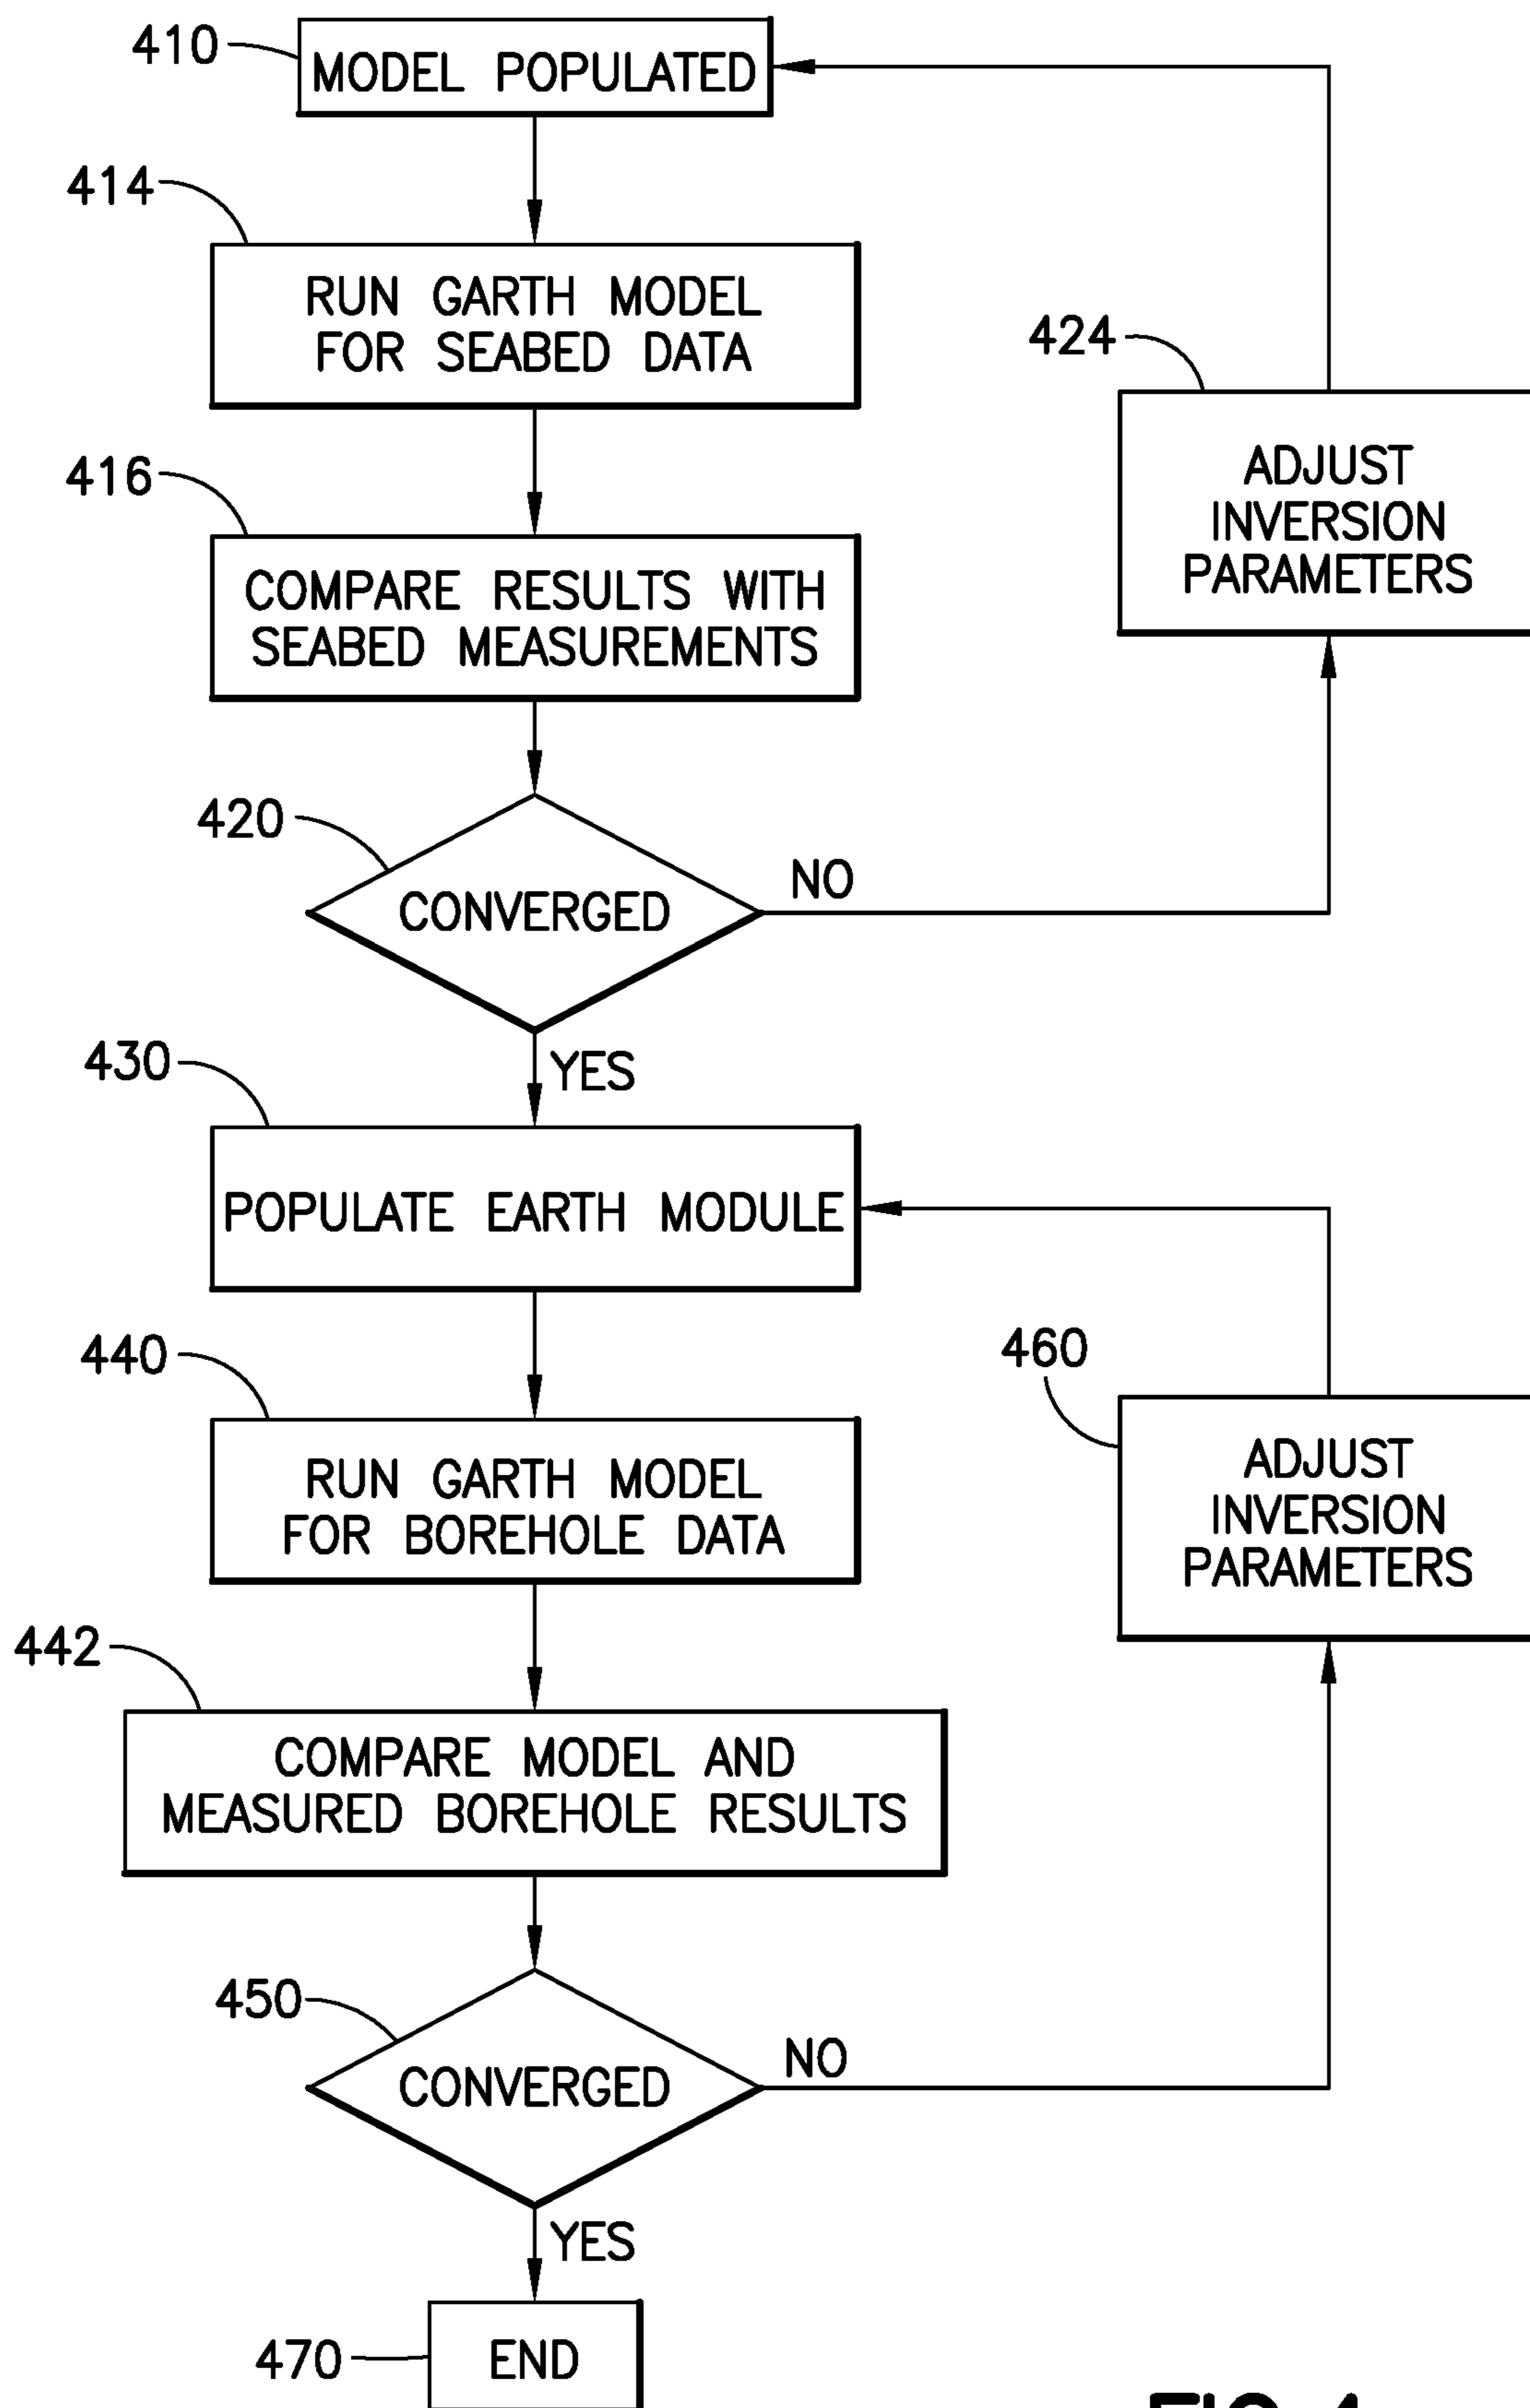 410
MODEL POPULATED
414
RUN GARTH MODEL
FOR SEABED DATA
424
ADJUST
INVERSION
PARAMETERS
416
COMPARE RESULTS WITH
SEABED MEASUREMENTS
420
CONVERGED
NO
YES
430
POPULATE EARTH MODULE
440
RUN GARTH MODEL
FOR BOREHOLE DATA
460
ADJUST
INVERSION
PARAMETERS
442
COMPARE MODEL AND
MEASURED BOREHOLE RESULTS
450
CONVERGED
NO
YES
470
END